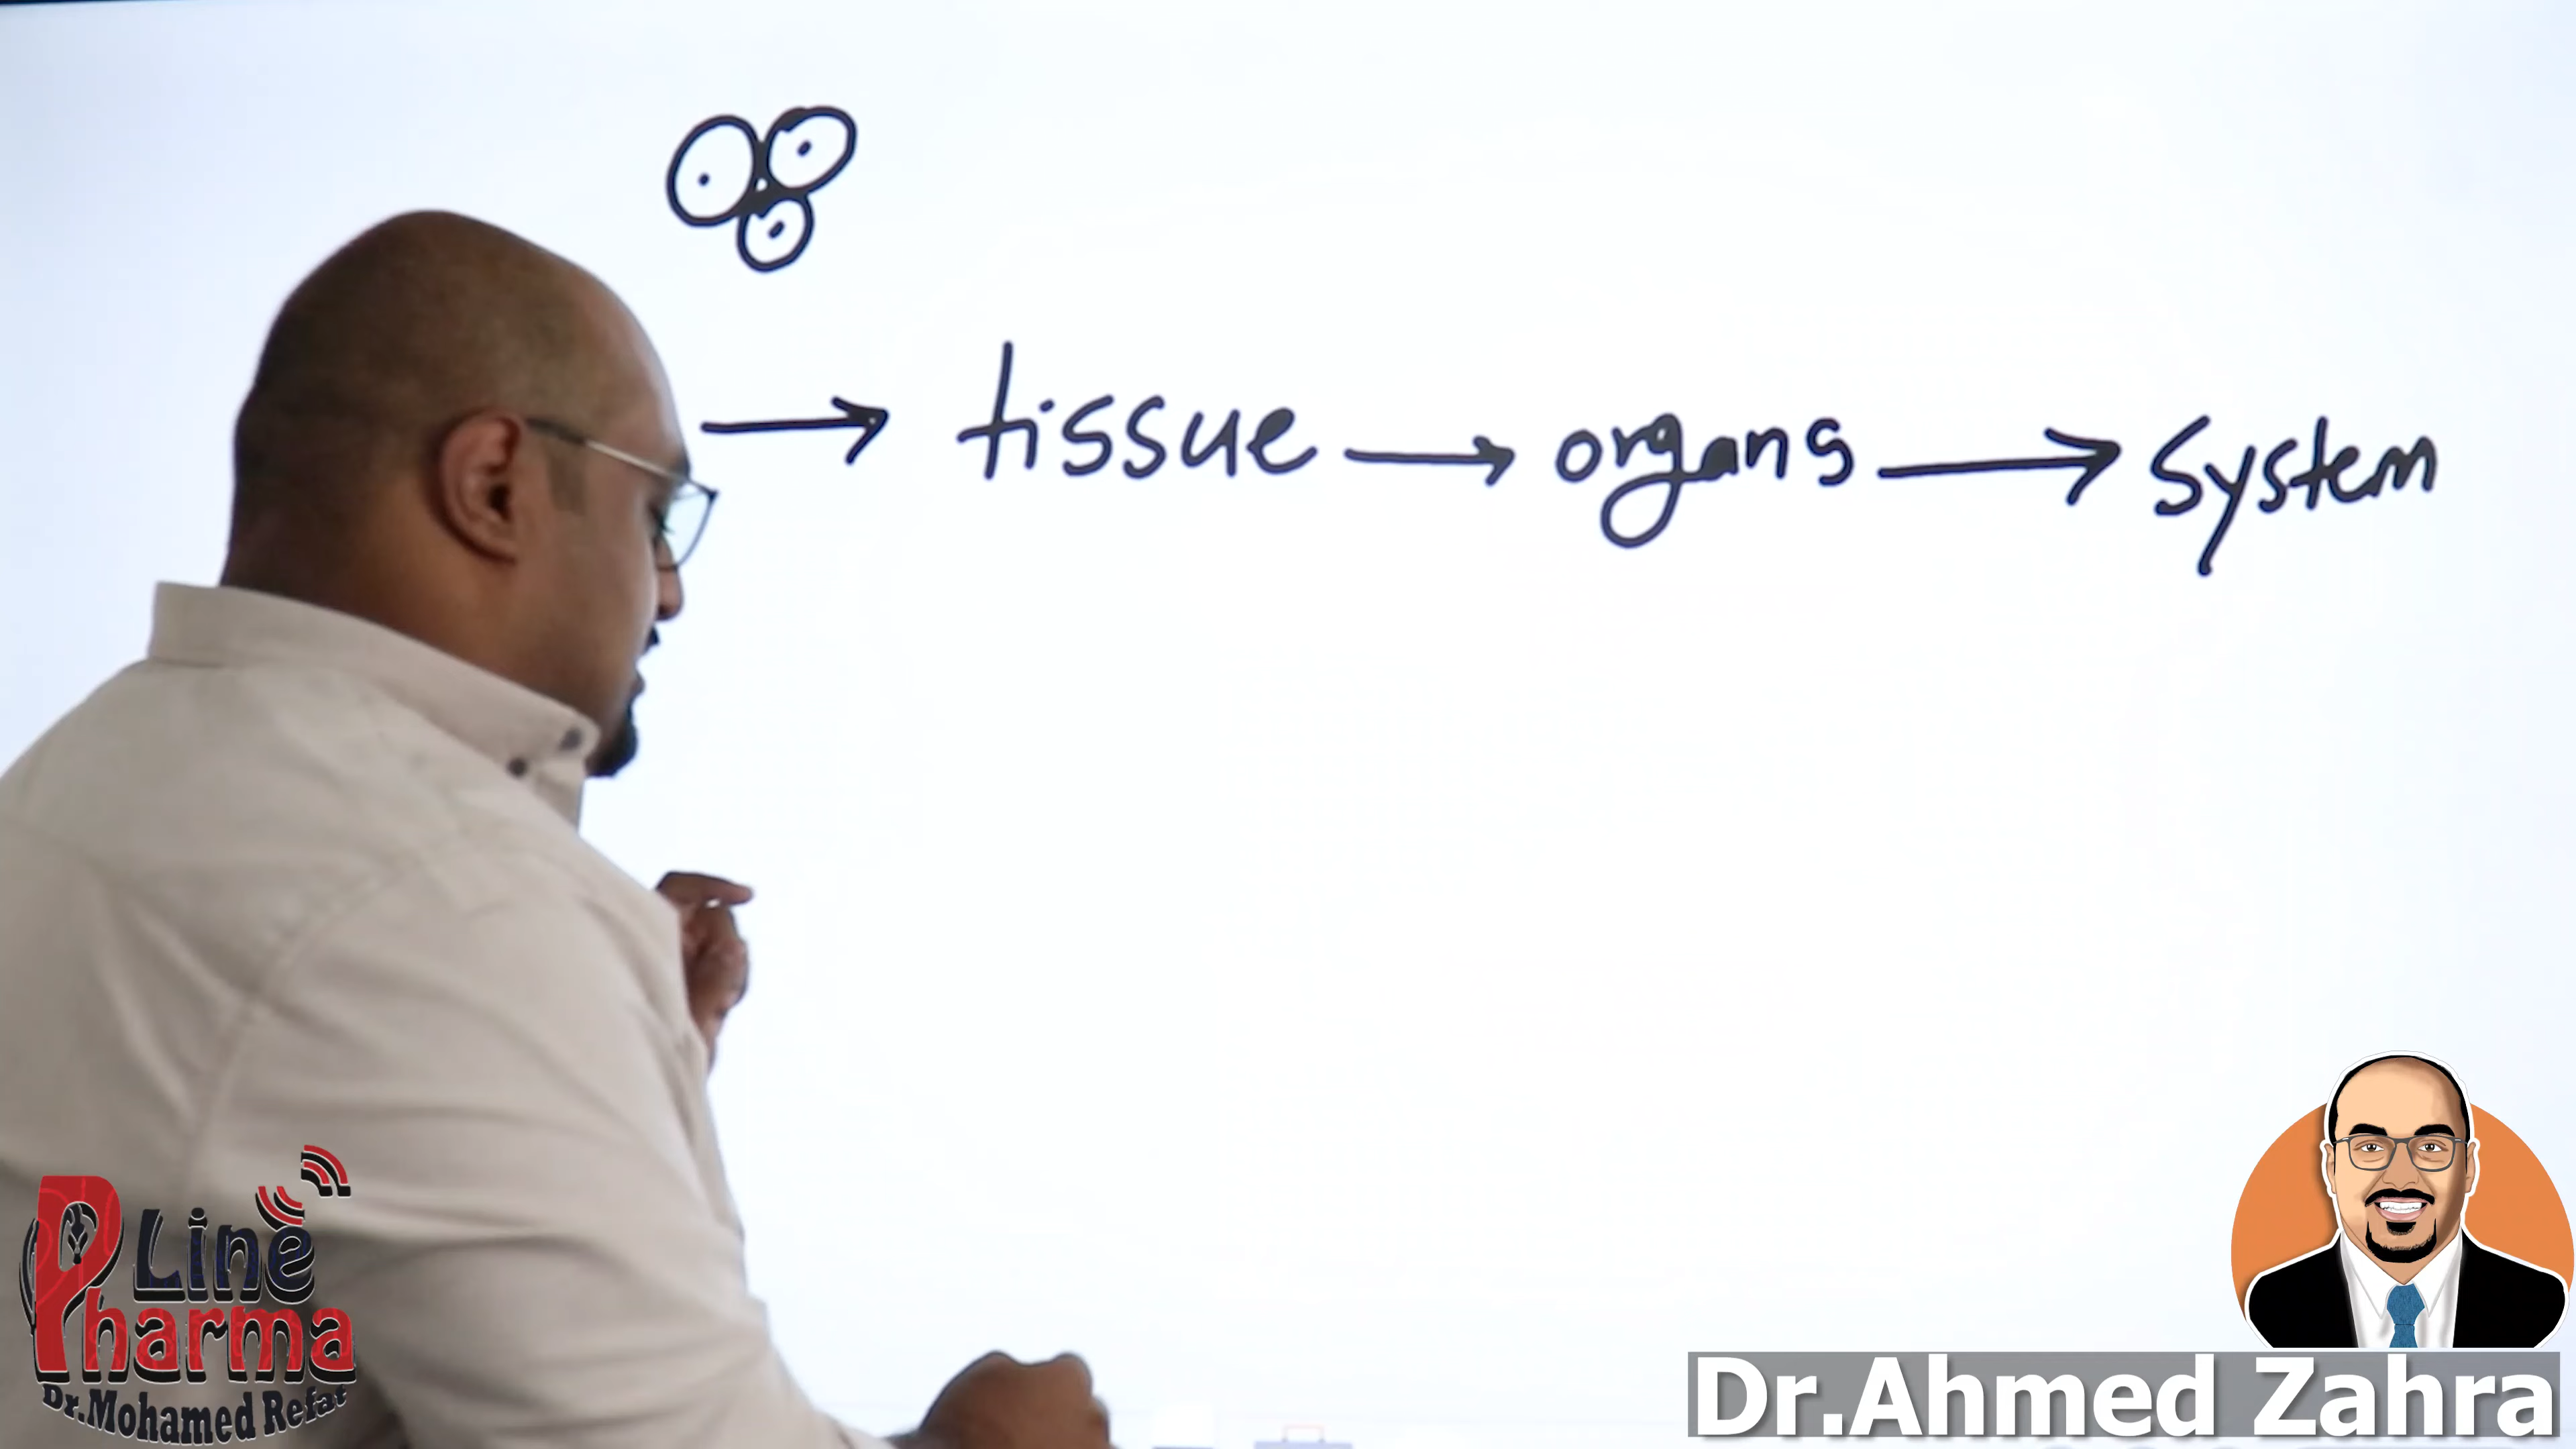 → tissue → organs → system
Line
Pharma
Dr.Mohamed Refat
Dr.Ahmed Zahra